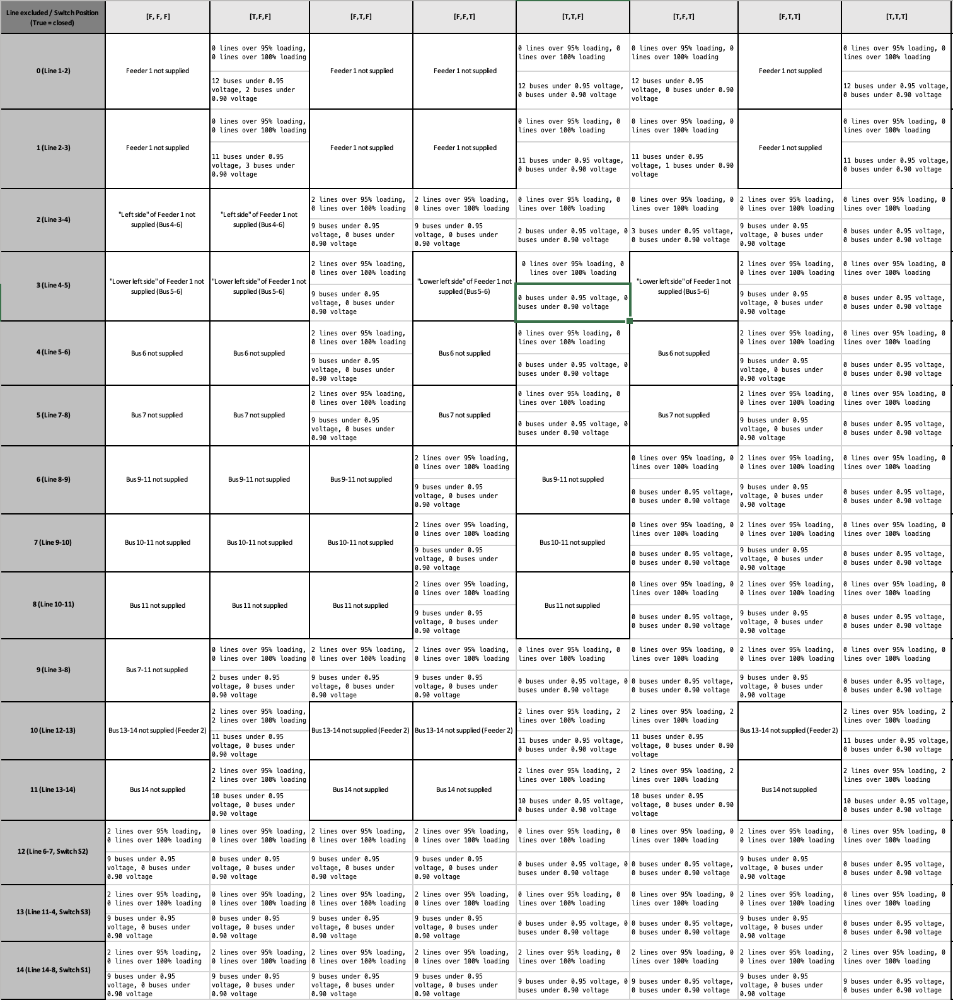 Line excluded / Switch Position
(True = closed)
[F, F, F]
[T,F,F]
[F,T,F]
[F,F,T]
[T,T,F]
[T,F,T]
[F,T,T]
[T,T,T]
0 (Line 1-2)
Feeder 1 not supplied
0 lines over 95% loading,
0 lines over 100% loading
12 buses under 0.95
voltage, 2 buses under
0.90 voltage
Feeder 1 not supplied
Feeder 1 not supplied
0 lines over 95% loading, 0
lines over 100% loading
12 buses under 0.95 voltage,
0 buses under 0.90 voltage
0 lines over 95% loading, 0
lines over 100% loading
12 buses under 0.95
voltage, 0 buses under 0.90
voltage
Feeder 1 not supplied
0 lines over 95% loading, 0
lines over 100% loading
12 buses under 0.95 voltage,
0 buses under 0.90 voltage
1 (Line 2-3)
Feeder 1 not supplied
0 lines over 95% loading,
0 lines over 100% loading
11 buses under 0.95
voltage, 3 buses under
0.90 voltage
Feeder 1 not supplied
Feeder 1 not supplied
0 lines over 95% loading, 0
lines over 100% loading
11 buses under 0.95 voltage,
0 buses under 0.90 voltage
0 lines over 95% loading, 0
lines over 100% loading
11 buses under 0.95
voltage, 1 buses under 0.90
voltage
Feeder 1 not supplied
0 lines over 95% loading, 0
lines over 100% loading
11 buses under 0.95 voltage,
0 buses under 0.90 voltage
2 (Line 3-4)
"Left side" of Feeder 1 not
supplied (Bus 4-6)
"Left side" of Feeder 1 not
supplied (Bus 4-6)
2 lines over 95% loading,
0 lines over 100% loading
9 buses under 0.95
voltage, 0 buses under
0.90 voltage
2 lines over 95% loading,
0 lines over 100% loading
9 buses under 0.95
voltage, 0 buses under
0.90 voltage
0 lines over 95% loading, 0
lines over 100% loading
2 buses under 0.95 voltage, 0
buses under 0.90 voltage
0 lines over 95% loading, 0
lines over 100% loading
3 buses under 0.95 voltage,
0 buses under 0.90 voltage
2 lines over 95% loading,
0 lines over 100% loading
9 buses under 0.95
voltage, 0 buses under
0.90 voltage
0 lines over 95% loading, 0
lines over 100% loading
0 buses under 0.95 voltage,
0 buses under 0.90 voltage
3 (Line 4-5)
"Lower left side" of Feeder 1 not
supplied (Bus 5-6)
"Lower left side" of Feeder 1 not
supplied (Bus 5-6)
2 lines over 95% loading,
0 lines over 100% loading
9 buses under 0.95
voltage, 0 buses under
0.90 voltage
"Lower left side" of Feeder 1 not
supplied (Bus 5-6)
0 lines over 95% loading, 0
lines over 100% loading
0 buses under 0.95 voltage, 0
buses under 0.90 voltage
"Lower left side" of Feeder 1 not
supplied (Bus 5-6)
2 lines over 95% loading,
0 lines over 100% loading
9 buses under 0.95
voltage, 0 buses under
0.90 voltage
0 lines over 95% loading, 0
lines over 100% loading
0 buses under 0.95 voltage,
0 buses under 0.90 voltage
4 (Line 5-6)
Bus 6 not supplied
Bus 6 not supplied
2 lines over 95% loading,
0 lines over 100% loading
9 buses under 0.95
voltage, 0 buses under
0.90 voltage
Bus 6 not supplied
0 lines over 95% loading, 0
lines over 100% loading
0 buses under 0.95 voltage, 0
buses under 0.90 voltage
Bus 6 not supplied
2 lines over 95% loading,
0 lines over 100% loading
9 buses under 0.95
voltage, 0 buses under
0.90 voltage
0 lines over 95% loading, 0
lines over 100% loading
0 buses under 0.95 voltage,
0 buses under 0.90 voltage
5 (Line 7-8)
Bus 7 not supplied
Bus 7 not supplied
2 lines over 95% loading,
0 lines over 100% loading
9 buses under 0.95
voltage, 0 buses under
0.90 voltage
Bus 7 not supplied
0 lines over 95% loading, 0
lines over 100% loading
0 buses under 0.95 voltage, 0
buses under 0.90 voltage
Bus 7 not supplied
2 lines over 95% loading,
0 lines over 100% loading
9 buses under 0.95
voltage, 0 buses under
0.90 voltage
0 lines over 95% loading, 0
lines over 100% loading
0 buses under 0.95 voltage,
0 buses under 0.90 voltage
6 (Line 8-9)
Bus 9-11 not supplied
Bus 9-11 not supplied
Bus 9-11 not supplied
2 lines over 95% loading,
0 lines over 100% loading
9 buses under 0.95
voltage, 0 buses under
0.90 voltage
Bus 9-11 not supplied
0 lines over 95% loading, 0
lines over 100% loading
0 buses under 0.95 voltage,
0 buses under 0.90 voltage
2 lines over 95% loading,
0 lines over 100% loading
9 buses under 0.95
voltage, 0 buses under
0.90 voltage
0 lines over 95% loading, 0
lines over 100% loading
0 buses under 0.95 voltage,
0 buses under 0.90 voltage
7 (Line 9-10)
Bus 10-11 not supplied
Bus 10-11 not supplied
Bus 10-11 not supplied
2 lines over 95% loading,
0 lines over 100% loading
9 buses under 0.95
voltage, 0 buses under
0.90 voltage
Bus 10-11 not supplied
0 lines over 95% loading, 0
lines over 100% loading
0 buses under 0.95 voltage,
0 buses under 0.90 voltage
2 lines over 95% loading,
0 lines over 100% loading
9 buses under 0.95
voltage, 0 buses under
0.90 voltage
0 lines over 95% loading, 0
lines over 100% loading
0 buses under 0.95 voltage,
0 buses under 0.90 voltage
8 (Line 10-11)
Bus 11 not supplied
Bus 11 not supplied
Bus 11 not supplied
2 lines over 95% loading,
0 lines over 100% loading
9 buses under 0.95
voltage, 0 buses under
0.90 voltage
Bus 11 not supplied
0 lines over 95% loading, 0
lines over 100% loading
0 buses under 0.95 voltage,
0 buses under 0.90 voltage
2 lines over 95% loading,
0 lines over 100% loading
9 buses under 0.95
voltage, 0 buses under
0.90 voltage
0 lines over 95% loading, 0
lines over 100% loading
0 buses under 0.95 voltage,
0 buses under 0.90 voltage
9 (Line 3-8)
Bus 7-11 not supplied
0 lines over 95% loading,
0 lines over 100% loading
2 buses under 0.95
voltage, 0 buses under
0.90 voltage
2 lines over 95% loading,
0 lines over 100% loading
9 buses under 0.95
voltage, 0 buses under
0.90 voltage
2 lines over 95% loading,
0 lines over 100% loading
9 buses under 0.95
voltage, 0 buses under
0.90 voltage
0 lines over 95% loading, 0
lines over 100% loading
0 buses under 0.95 voltage, 0
buses under 0.90 voltage
0 lines over 95% loading, 0
lines over 100% loading
0 buses under 0.95 voltage,
0 buses under 0.90 voltage
2 lines over 95% loading,
0 lines over 100% loading
9 buses under 0.95
voltage, 0 buses under
0.90 voltage
0 lines over 95% loading, 0
lines over 100% loading
0 buses under 0.95 voltage,
0 buses under 0.90 voltage
10 (Line 12-13)
Bus 13-14 not supplied (Feeder 2)
2 lines over 95% loading,
2 lines over 100% loading
11 buses under 0.95
voltage, 0 buses under
0.90 voltage
Bus 13-14 not supplied (Feeder 2)
Bus 13-14 not supplied (Feeder 2)
2 lines over 95% loading, 2
lines over 100% loading
11 buses under 0.95 voltage,
0 buses under 0.90 voltage
2 lines over 95% loading, 2
lines over 100% loading
11 buses under 0.95
voltage, 0 buses under 0.90
voltage
Bus 13-14 not supplied (Feeder 2)
2 lines over 95% loading, 2
lines over 100% loading
11 buses under 0.95 voltage,
0 buses under 0.90 voltage
11 (Line 13-14)
Bus 14 not supplied
2 lines over 95% loading,
2 lines over 100% loading
10 buses under 0.95
voltage, 0 buses under
0.90 voltage
Bus 14 not supplied
Bus 14 not supplied
2 lines over 95% loading, 2
lines over 100% loading
10 buses under 0.95 voltage,
0 buses under 0.90 voltage
2 lines over 95% loading, 2
lines over 100% loading
10 buses under 0.95
voltage, 0 buses under 0.90
voltage
Bus 14 not supplied
2 lines over 95% loading, 2
lines over 100% loading
10 buses under 0.95 voltage,
0 buses under 0.90 voltage
12 (Line 6-7, Switch S2)
2 lines over 95% loading,
0 lines over 100% loading
9 buses under 0.95
voltage, 0 buses under
0.90 voltage
0 lines over 95% loading,
0 lines over 100% loading
0 buses under 0.95
voltage, 0 buses under
0.90 voltage
2 lines over 95% loading,
0 lines over 100% loading
9 buses under 0.95
voltage, 0 buses under
0.90 voltage
2 lines over 95% loading,
0 lines over 100% loading
9 buses under 0.95
voltage, 0 buses under
0.90 voltage
0 lines over 95% loading, 0
lines over 100% loading
0 buses under 0.95 voltage, 0
buses under 0.90 voltage
0 lines over 95% loading, 0
lines over 100% loading
0 buses under 0.95 voltage,
0 buses under 0.90 voltage
2 lines over 95% loading,
0 lines over 100% loading
9 buses under 0.95
voltage, 0 buses under
0.90 voltage
0 lines over 95% loading, 0
lines over 100% loading
0 buses under 0.95 voltage,
0 buses under 0.90 voltage
13 (Line 11-4, Switch S3)
2 lines over 95% loading,
0 lines over 100% loading
9 buses under 0.95
voltage, 0 buses under
0.90 voltage
0 lines over 95% loading,
0 lines over 100% loading
0 buses under 0.95
voltage, 0 buses under
0.90 voltage
2 lines over 95% loading,
0 lines over 100% loading
9 buses under 0.95
voltage, 0 buses under
0.90 voltage
2 lines over 95% loading,
0 lines over 100% loading
9 buses under 0.95
voltage, 0 buses under
0.90 voltage
0 lines over 95% loading, 0
lines over 100% loading
0 buses under 0.95 voltage, 0
buses under 0.90 voltage
0 lines over 95% loading, 0
lines over 100% loading
0 buses under 0.95 voltage,
0 buses under 0.90 voltage
2 lines over 95% loading,
0 lines over 100% loading
9 buses under 0.95
voltage, 0 buses under
0.90 voltage
0 lines over 95% loading, 0
lines over 100% loading
0 buses under 0.95 voltage,
0 buses under 0.90 voltage
14 (Line 14-8, Switch S1)
2 lines over 95% loading,
0 lines over 100% loading
9 buses under 0.95
voltage, 0 buses under
0.90 voltage
2 lines over 95% loading,
0 lines over 100% loading
9 buses under 0.95
voltage, 0 buses under
0.90 voltage
2 lines over 95% loading,
0 lines over 100% loading
9 buses under 0.95
voltage, 0 buses under
0.90 voltage
2 lines over 95% loading,
0 lines over 100% loading
9 buses under 0.95
voltage, 0 buses under
0.90 voltage
2 lines over 95% loading, 0
lines over 100% loading
9 buses under 0.95 voltage, 0
buses under 0.90 voltage
2 lines over 95% loading, 0
lines over 100% loading
9 buses under 0.95 voltage,
0 buses under 0.90 voltage
2 lines over 95% loading,
0 lines over 100% loading
9 buses under 0.95
voltage, 0 buses under
0.90 voltage
2 lines over 95% loading, 0
lines over 100% loading
9 buses under 0.95 voltage,
0 buses under 0.90 voltage